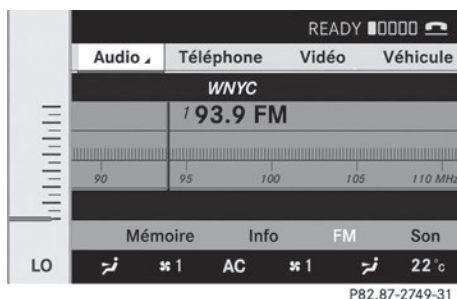 READY
Audio Téléphone Vidéo Véhicule
WNYC
1 93.9 FM
90 95 100 105 110 MHz
Mémoire Info FM Son
LO 1 AC 1 22°c
P82.87-2749-31